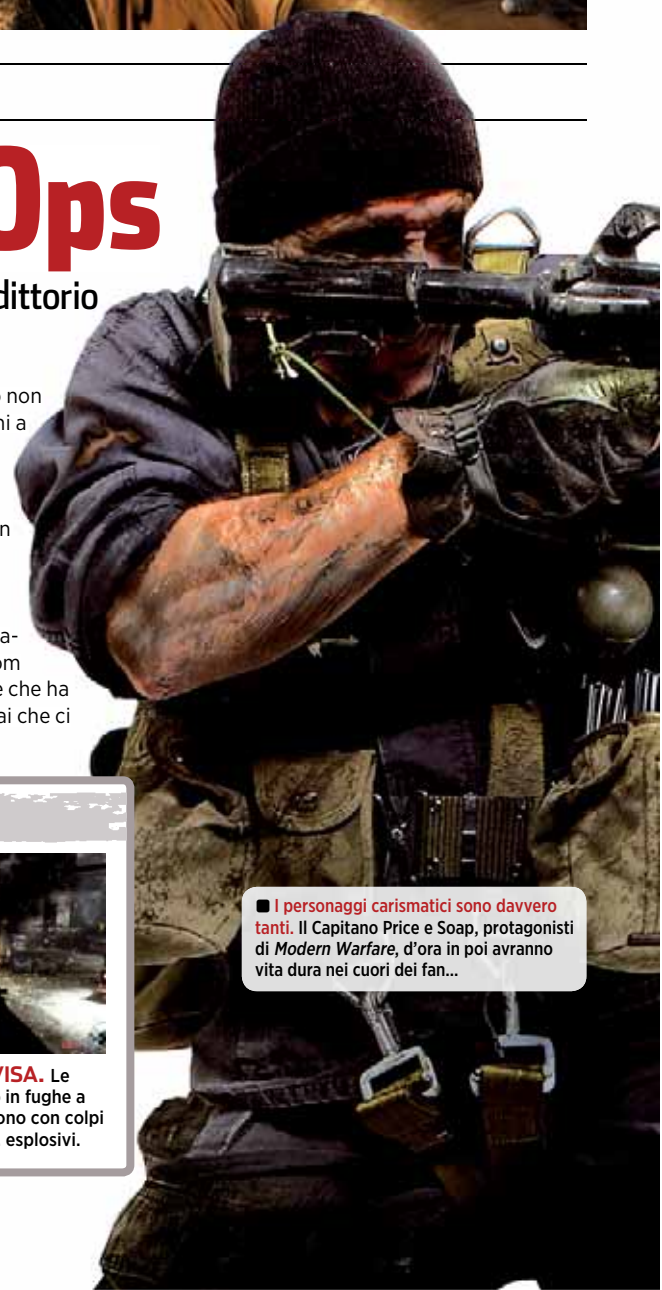 Ops
dittorio
non
ni a
n
a-
om
e che ha
ai che ci
VISA. Le
in fughe a
ono con colpi
esplosivi.
I personaggi carismatici sono davvero
tanti. Il Capitano Price e Soap, protagonisti
di Modern Warfare, d'ora in poi avranno
vita dura nei cuori dei fan...